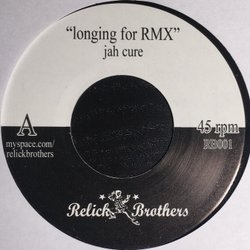 "longing for RMX"
jah cure
A
45 rpm
myspace.com/
relickbrothers
RB001
Relick Brothers